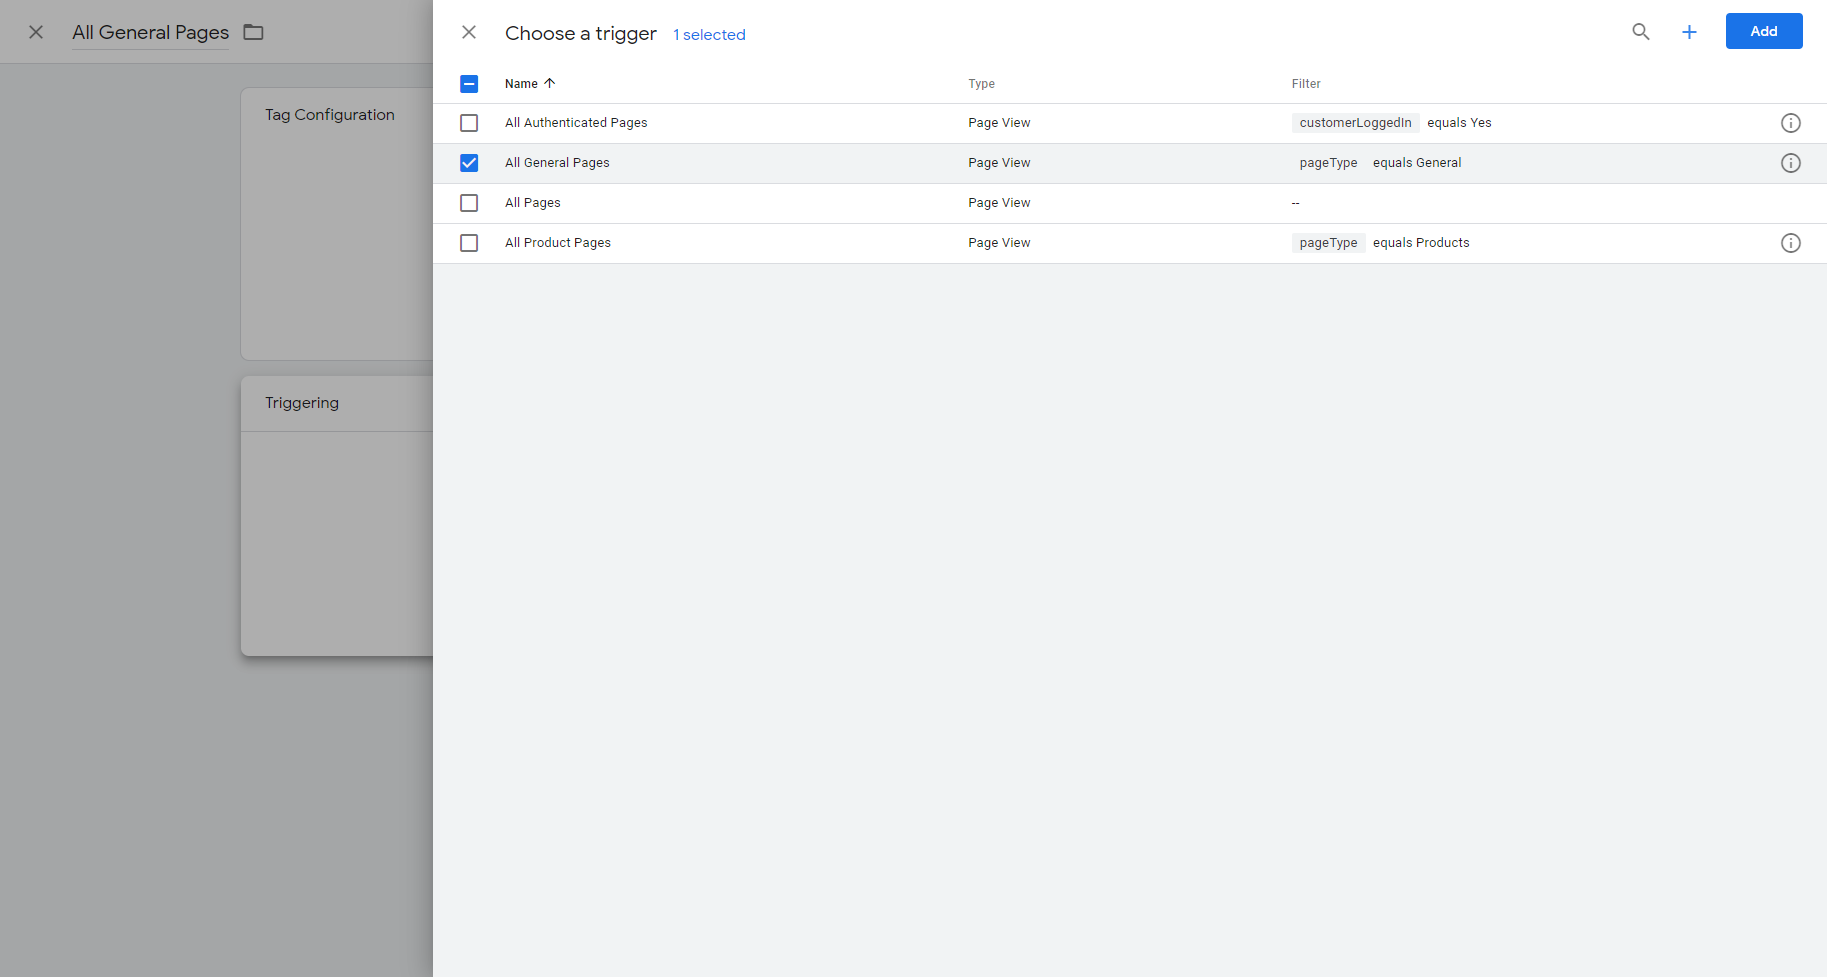 All General Pages
Tag Configuration
Triggering
Choose a trigger 1 selected
Add
Name Type Filter
All Authenticated Pages Page View customerLoggedIn equals Yes
All General Pages Page View pageType equals General
All Pages Page View --
All Product Pages Page View pageType equals Products